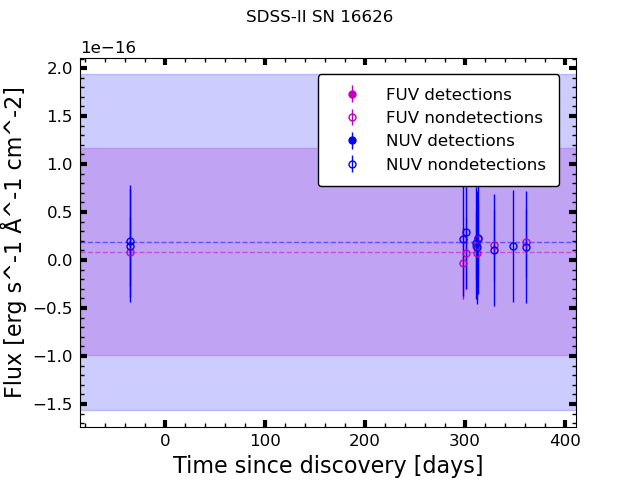 SDSS-II SN 16626
1e−16
2.0
1.5
1.0
0.5
0.0
−0.5
−1.0
−1.5
Flux [erg s^-1 Å^-1 cm^-2]
FUV detections
FUV nondetections
NUV detections
NUV nondetections
0 100 200 300 400
Time since discovery [days]